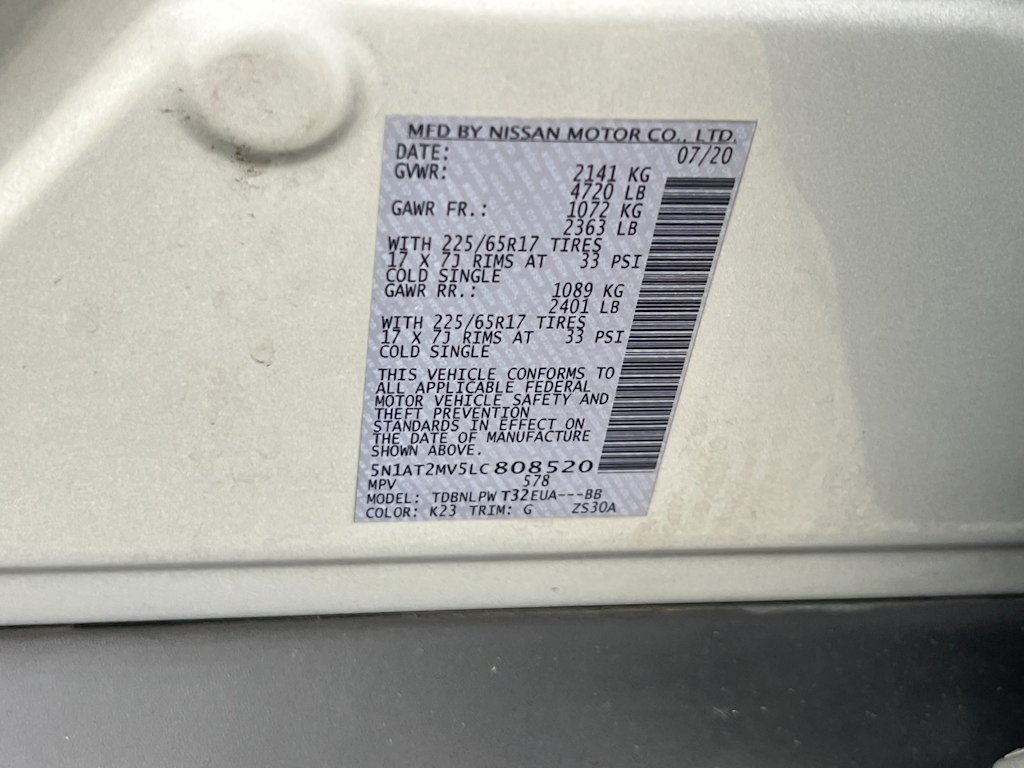 MFD BY NISSAN MOTOR CO., LTD.
DATE: 07/20
GVWR: 2141 KG
4720 LB
GAWR FR.: 1072 KG
2363 LB
WITH 225/65R17 TIRES
17 X 7J RIMS AT 33 PSI
COLD SINGLE
GAWR RR.: 1089 KG
2401 LB
WITH 225/65R17 TIRES
17 X 7J RIMS AT 33 PSI
COLD SINGLE
THIS VEHICLE CONFORMS TO
ALL APPLICABLE FEDERAL
MOTOR VEHICLE SAFETY AND
THEFT PREVENTION
STANDARDS IN EFFECT ON
THE DATE OF MANUFACTURE
SHOWN ABOVE.
5N1AT2MV5LC808520
MPV 578
MODEL: TDBNLPW T32EUA---BB
COLOR: K23 TRIM: G ZS30A